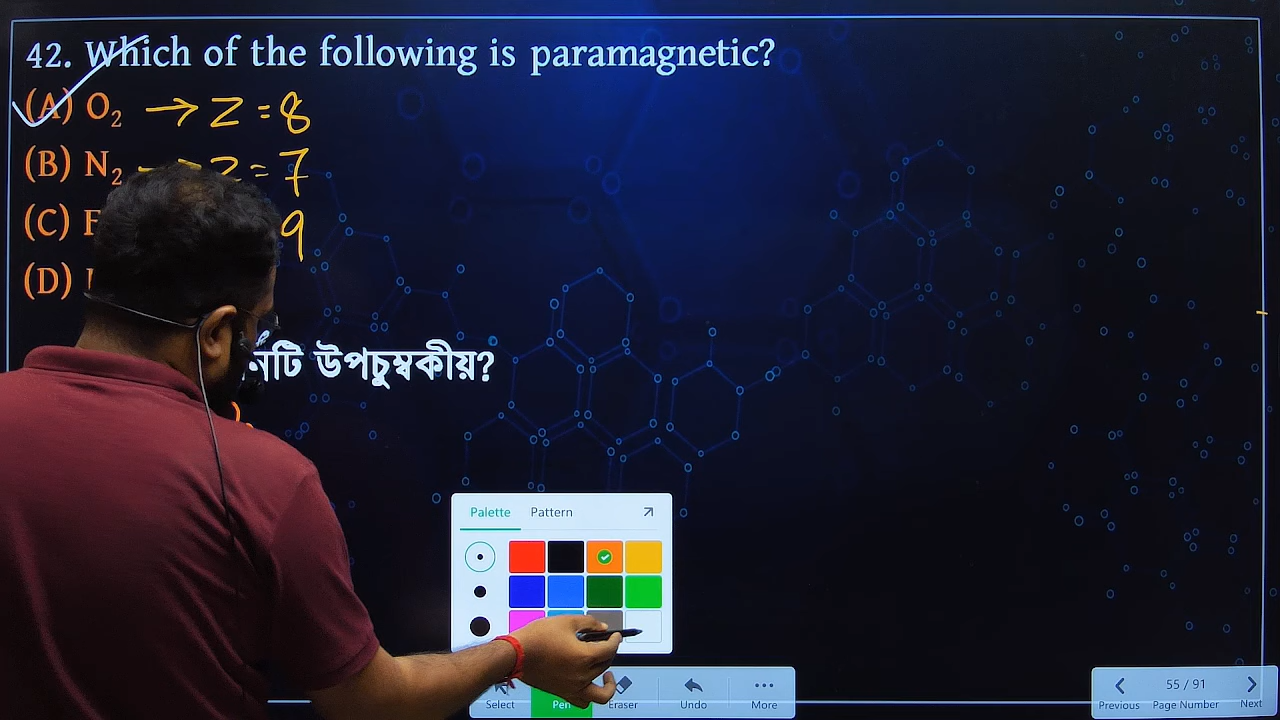 42. Which of the following is paramagnetic?
(A) O₂ → Z = 8
(B) N₂ → Z = 7
(C) F 9
(D)
উপচুম্বকীয়?
Palette Pattern
Select Pen Eraser Undo More
55 / 91
Previous Page Number Next